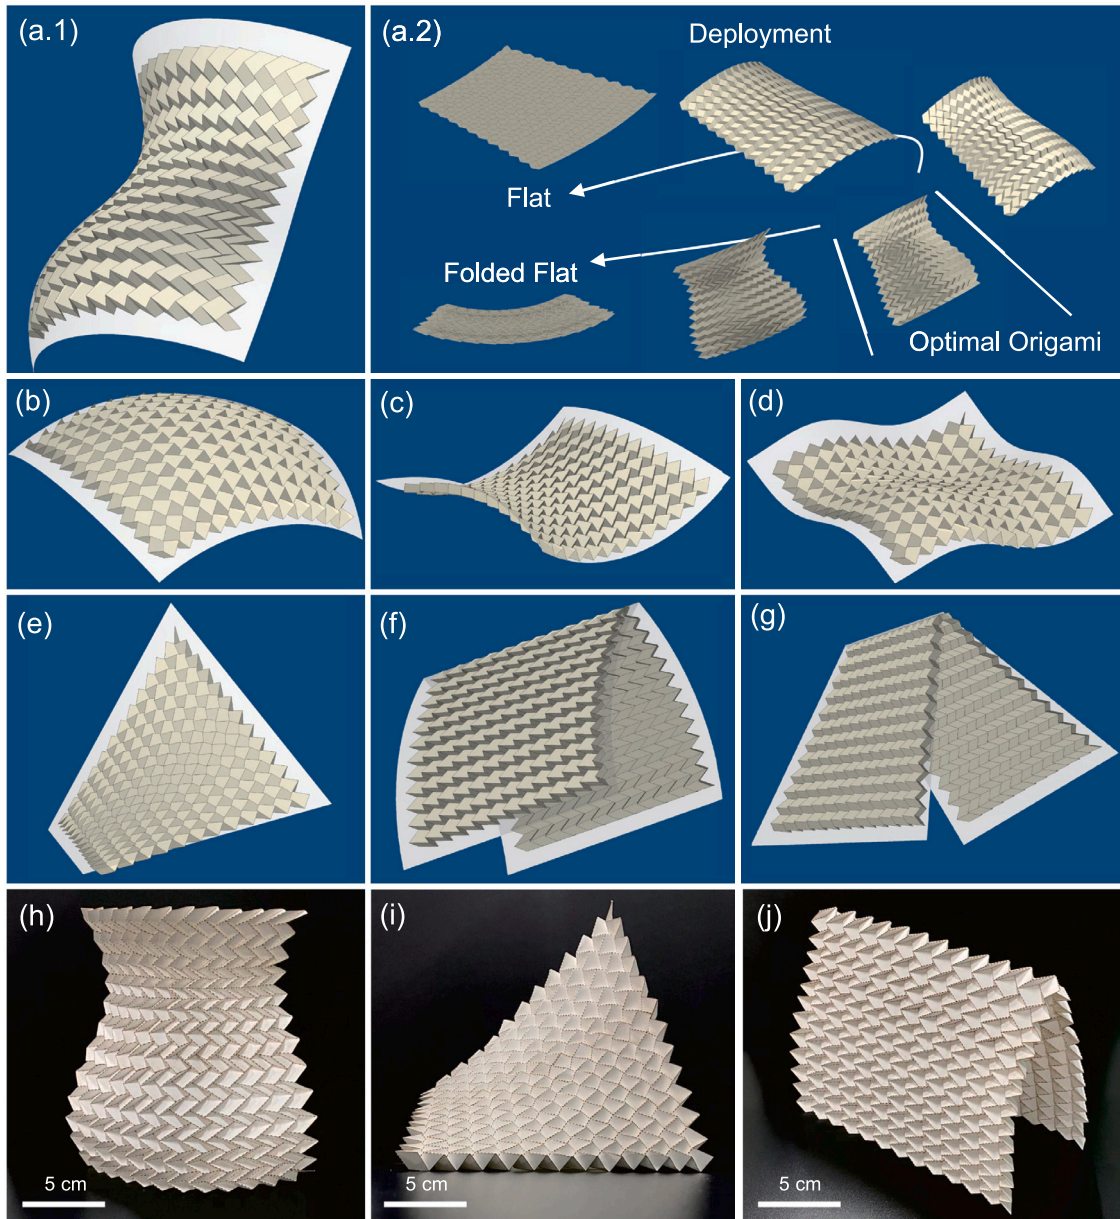 (a.1)
(a.2)
Deployment
Flat
Folded Flat
Optimal Origami
(b)
(c)
(d)
(e)
(f)
(g)
(h)
5 cm
(i)
5 cm
(j)
5 cm